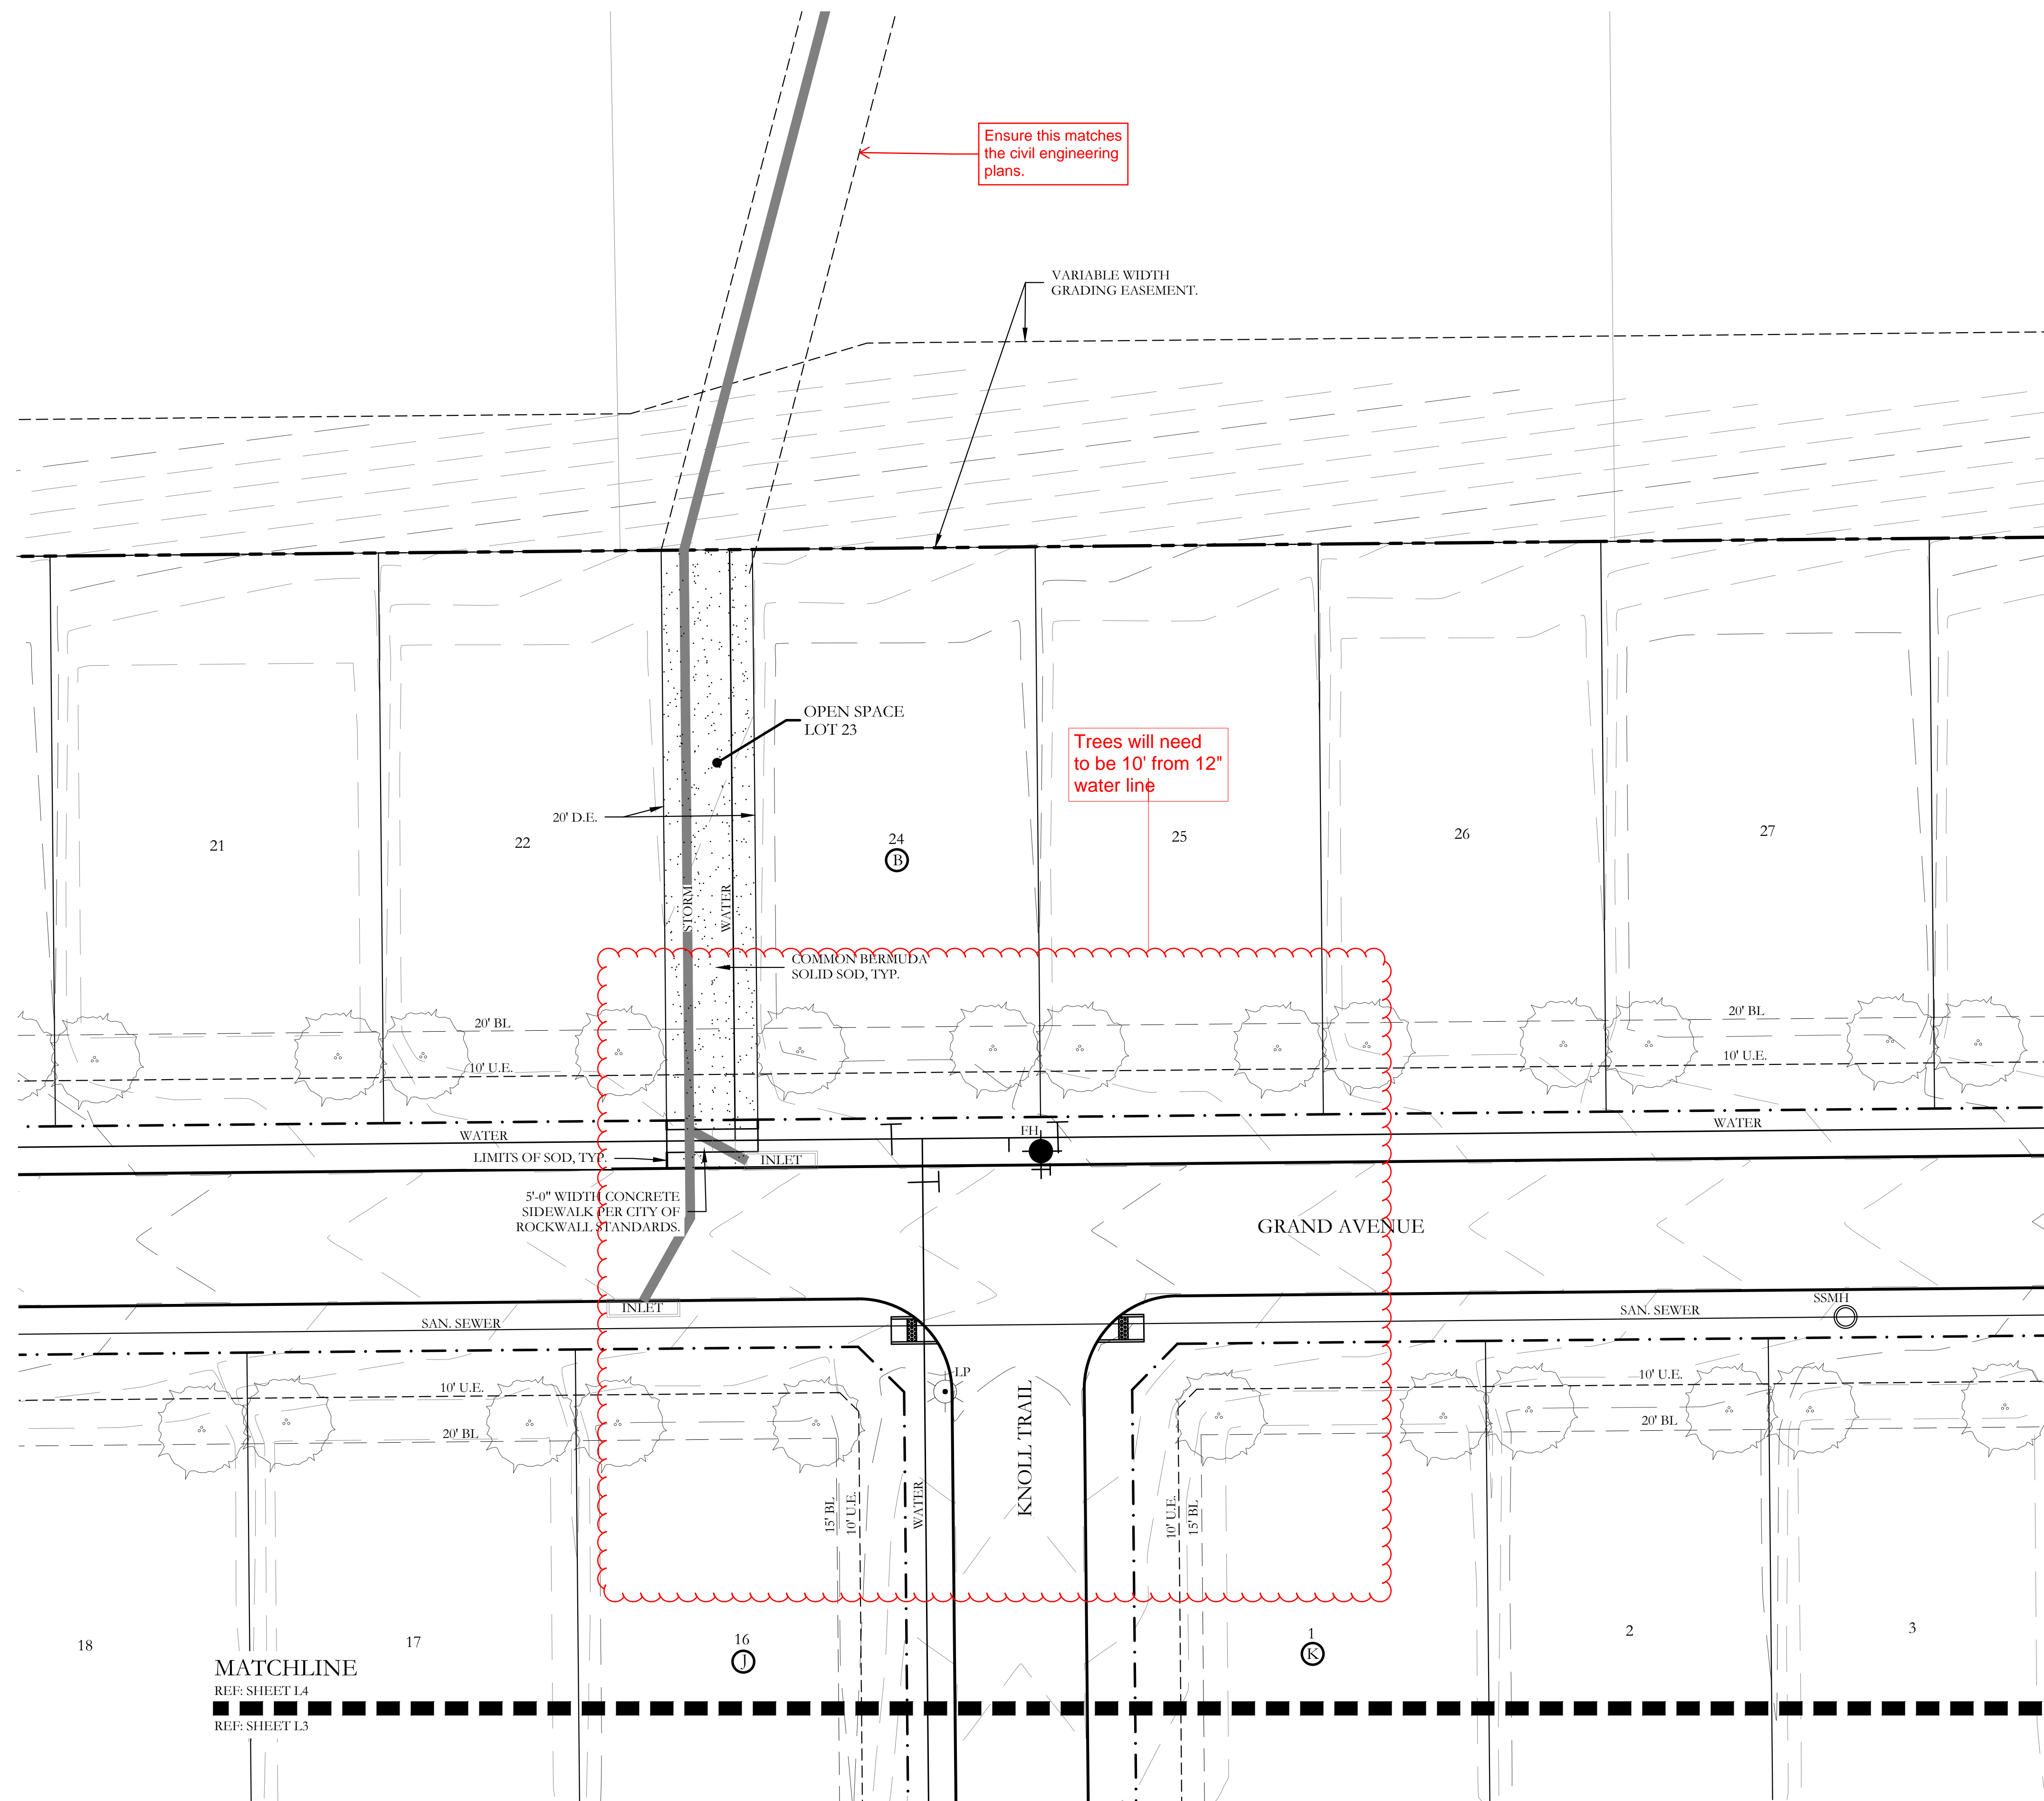 Ensure this matches
the civil engineering
plans.
VARIABLE WIDTH
GRADING EASEMENT.
OPEN SPACE
LOT 23
Trees will need
to be 10' from 12"
water line
20' D.E.
21
22
24
B
25
26
27
STORM
WATER
COMMON BERMUDA
SOLID SOD, TYP.
20' BL
20' BL
10' U.E.
10' U.E.
WATER
FH
WATER
LIMITS OF SOD, TYP.
INLET
5'-0" WIDTH CONCRETE
SIDEWALK PER CITY OF
ROCKWALL STANDARDS.
GRAND AVENUE
INLET
SAN. SEWER
SAN. SEWER
SSMH
LP
10' U.E.
10' U.E.
20' BL
20' BL
KNOLL TRAIL
15' BL
10' U.E.
WATER
10' U.E.
15' BL
18
17
16
J
1
K
2
3
MATCHLINE
REF: SHEET L4
REF: SHEET L3